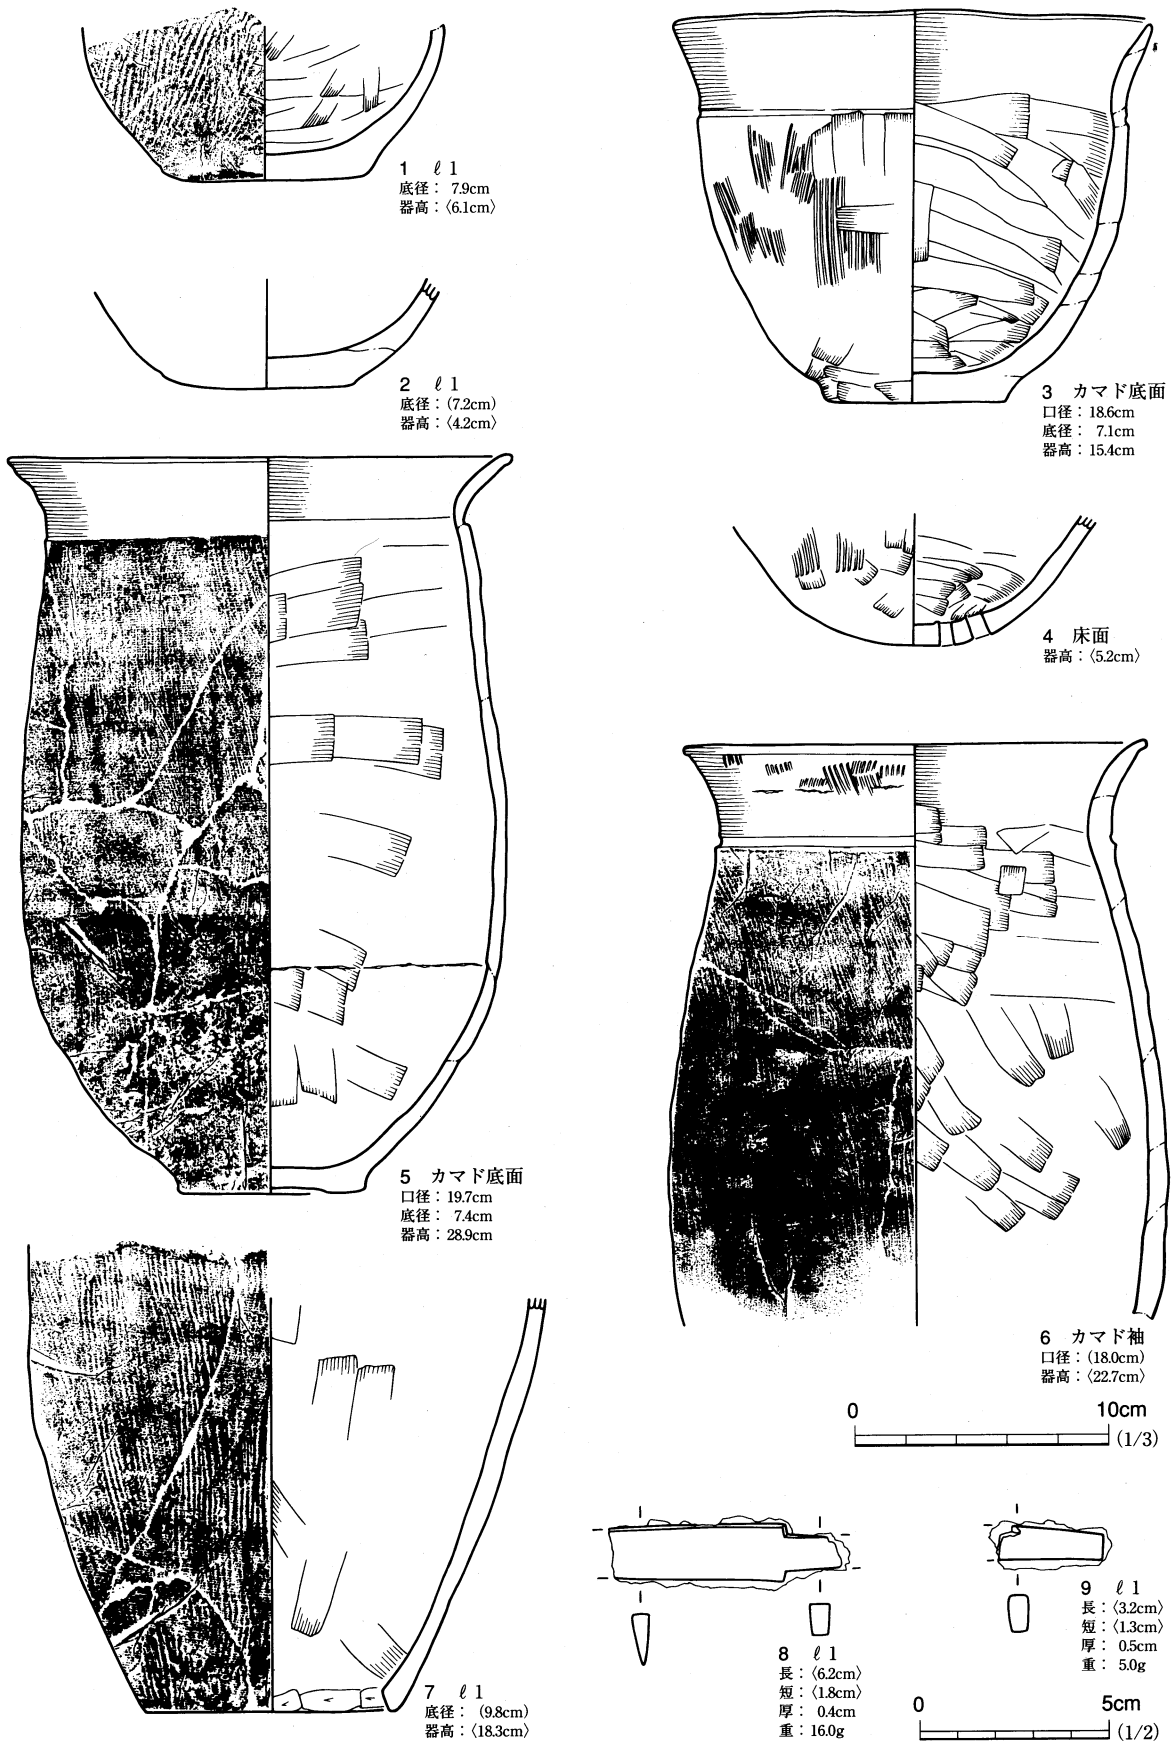 1 ℓ 1
底径： 7.9cm
器高：〈6.1cm〉
2 ℓ 1
底径：(7.2cm)
器高：〈4.2cm〉
3 カマド底面
口径：18.6cm
底径： 7.1cm
器高：15.4cm
4 床面
器高：〈5.2cm〉
5 カマド底面
口径：19.7cm
底径： 7.4cm
器高：28.9cm
6 カマド袖
口径：(18.0cm)
器高：〈22.7cm〉
0 10cm
(1/3)
7 ℓ 1
底径： (9.8cm)
器高：〈18.3cm〉
8 ℓ 1
長：〈6.2cm〉
短：〈1.8cm〉
厚： 0.4cm
重：16.0g
9 ℓ 1
長：〈3.2cm〉
短：〈1.3cm〉
厚： 0.5cm
重： 5.0g
0 5cm
(1/2)